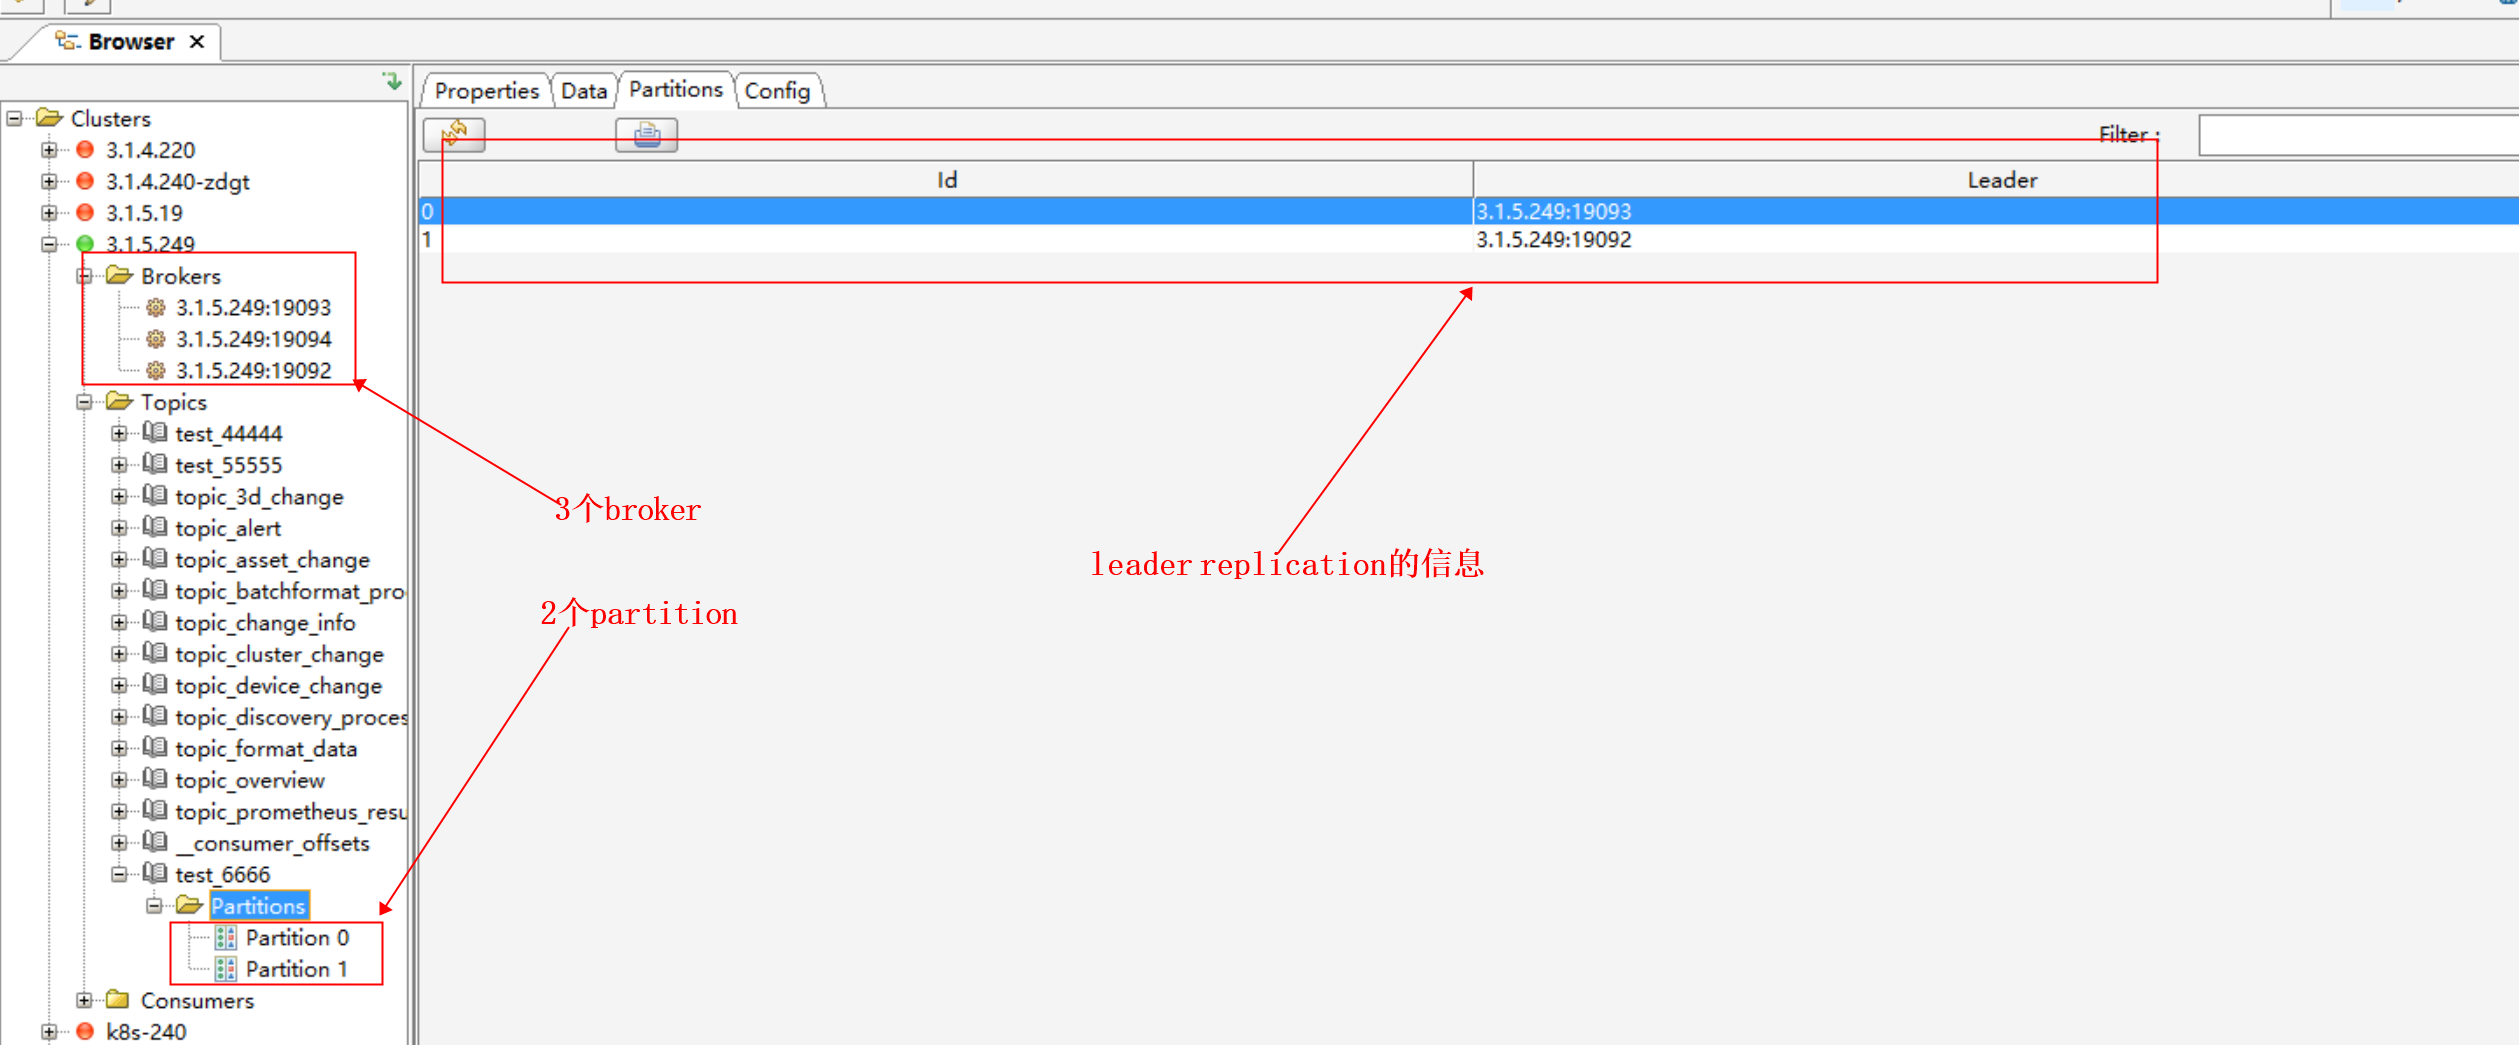 Browser
Clusters
3.1.4.220
3.1.4.240-zdgt
3.1.5.19
3.1.5.249
Brokers
3.1.5.249:19093
3.1.5.249:19094
3.1.5.249:19092
Topics
test_44444
test_55555
topic_3d_change
topic_alert
topic_asset_change
topic_batchformat_pro
topic_change_info
topic_cluster_change
topic_device_change
topic_discovery_proces
topic_format_data
topic_overview
topic_prometheus_resu
__consumer_offsets
test_6666
Partitions
Partition 0
Partition 1
Consumers
k8s-240
Properties Data Partitions Config
Filter :
Id Leader
0 3.1.5.249:19093
1 3.1.5.249:19092
3个broker
leader replication的信息
2个partition